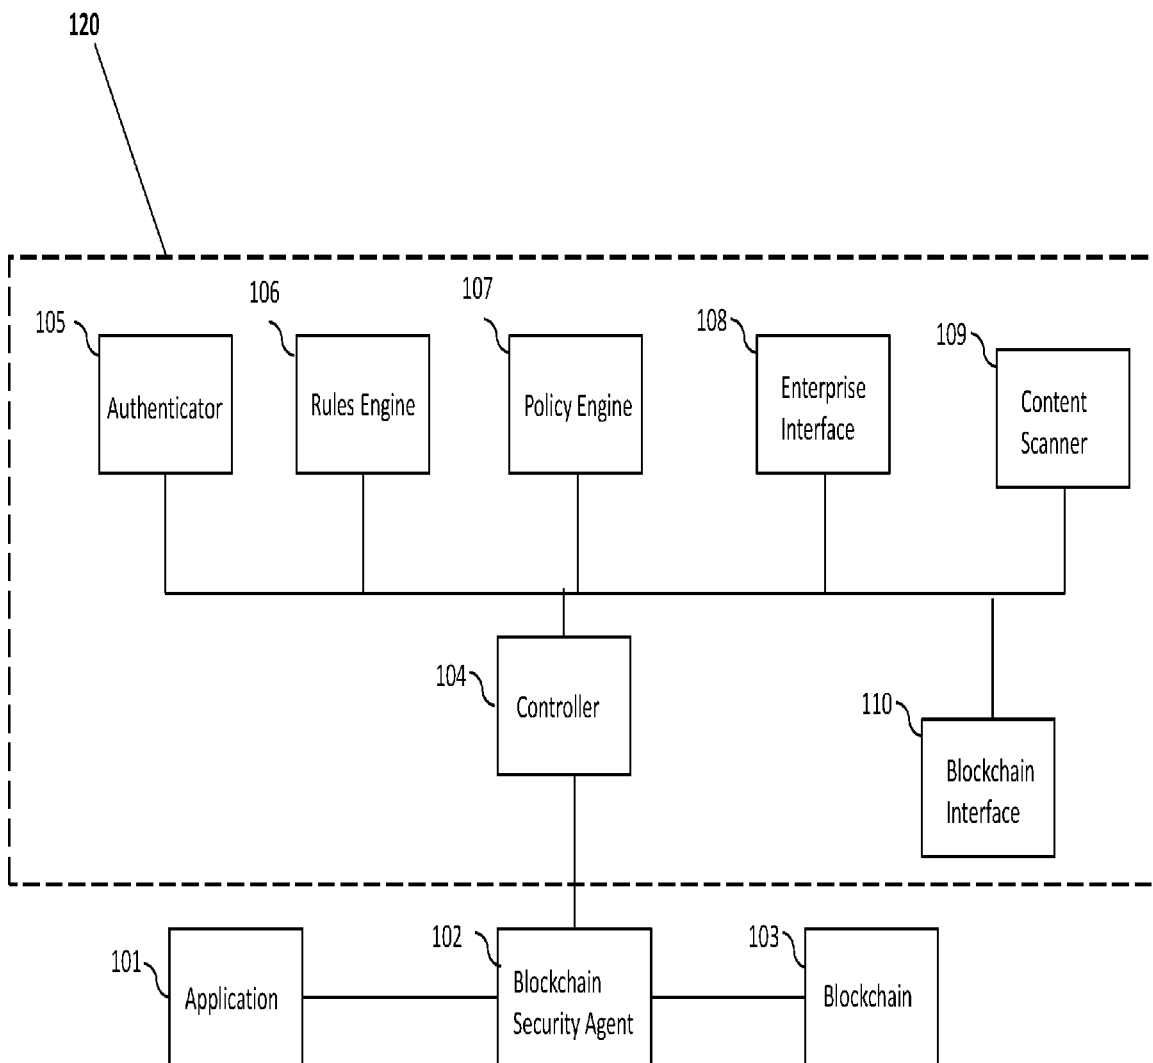 120
105
Authenticator
106
Rules Engine
107
Policy Engine
108
Enterprise
Interface
109
Content
Scanner
104
Controller
110
Blockchain
Interface
101
Application
102
Blockchain
Security Agent
103
Blockchain